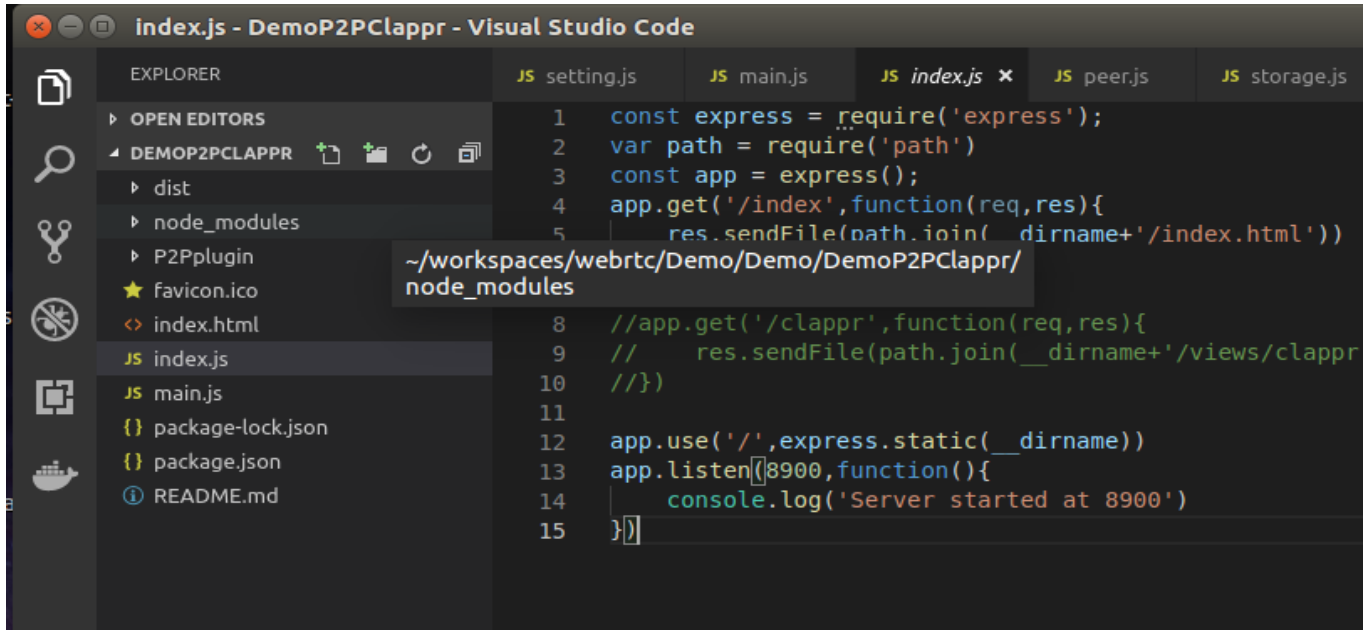 index.js - DemoP2PClappr - Visual Studio Code
EXPLORER
OPEN EDITORS
DEMOP2PCLAPPR
dist
node_modules
P2Pplugin
favicon.ico
<> index.html
JS index.js
JS main.js
{} package-lock.json
{} package.json
README.md
JS setting.js JS main.js JS index.js × JS peer.js JS storage.js
1 const express = require('express');
2 var path = require('path')
3 const app = express();
4 app.get('/index',function(req,res){
5 res.sendFile(path.join(__dirname+'/index.html'))
~/workspaces/webrtc/Demo/Demo/DemoP2PClappr/
node_modules
8 //app.get('/clappr',function(req,res){
9 // res.sendFile(path.join(__dirname+'/views/clappr
10 //})
11
12 app.use('/',express.static(__dirname))
13 app.listen(8900,function(){
14 console.log('Server started at 8900')
15 })